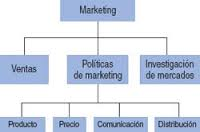 Marketing
Ventas
Políticas
de marketing
Investigación
de mercados
Producto
Precio
Comunicación
Distribución